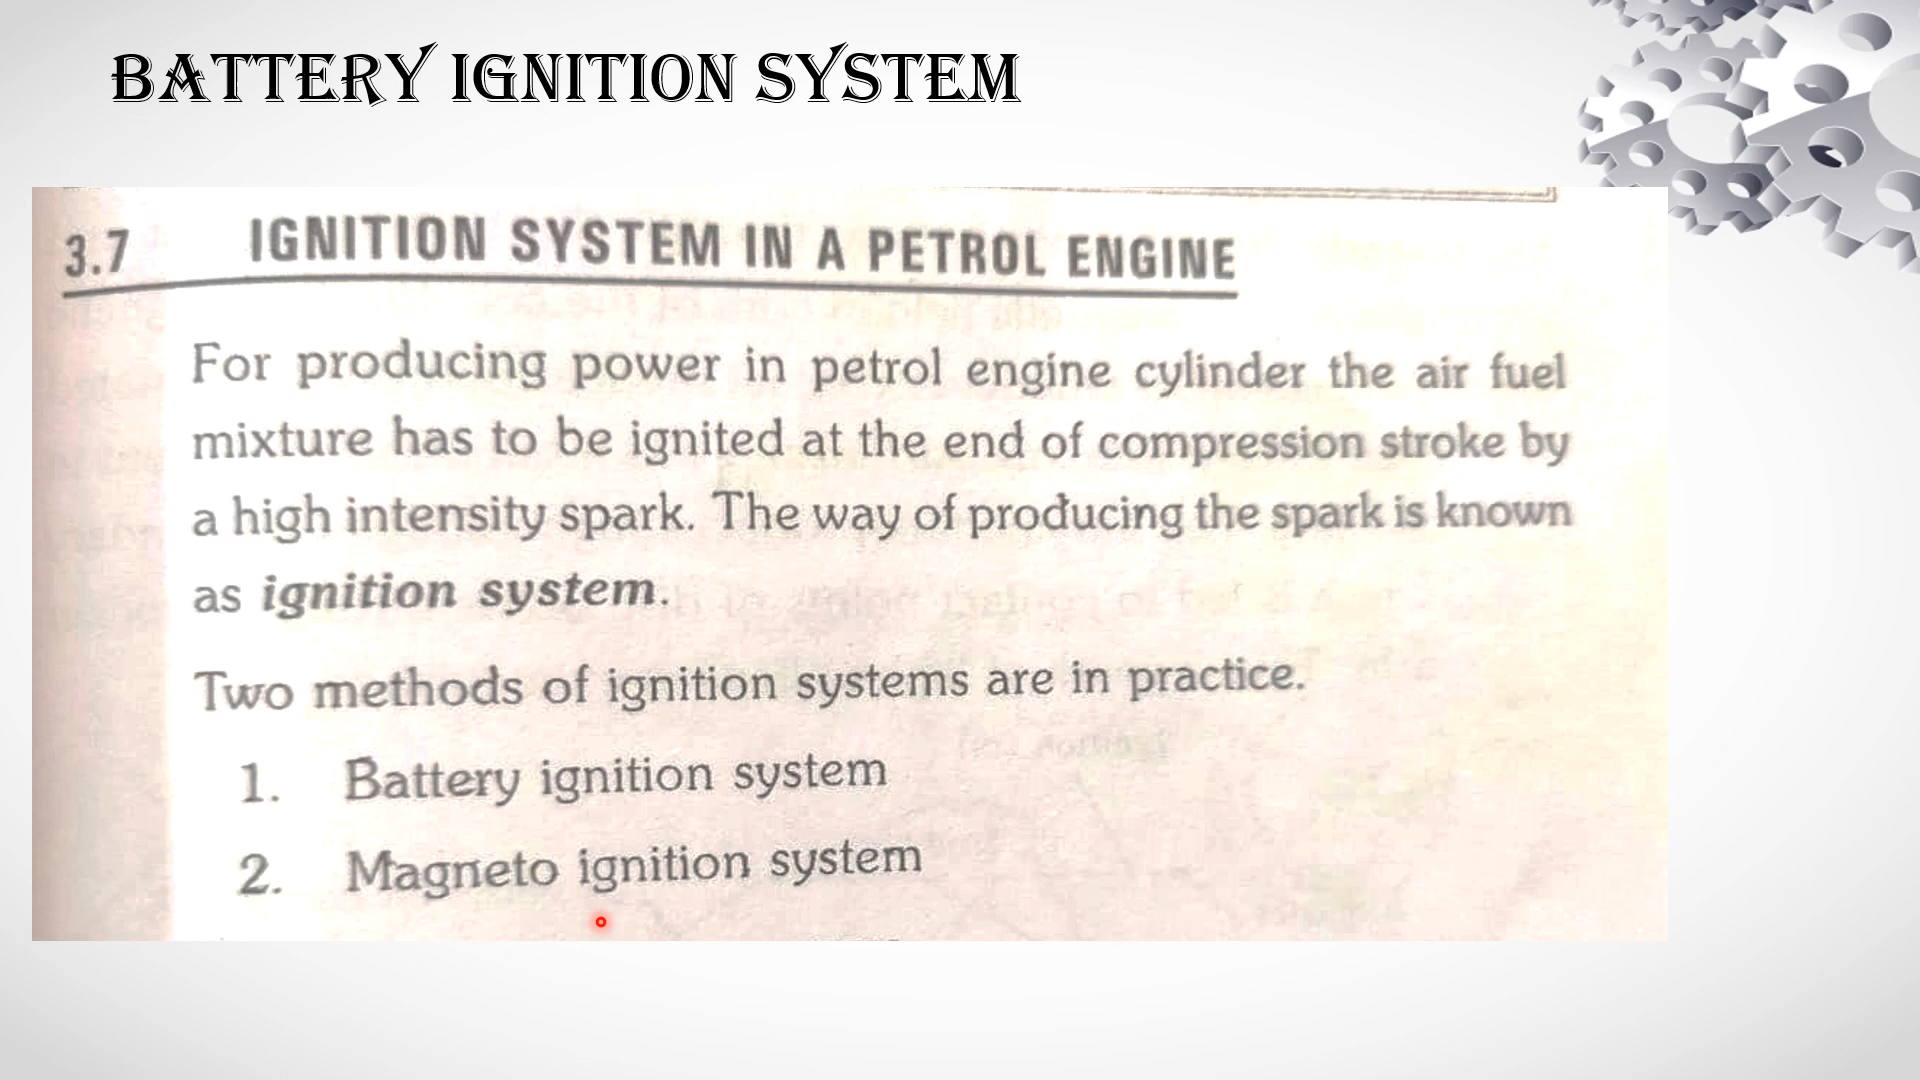 BATTERY IGNITION SYSTEM
3.7 IGNITION SYSTEM IN A PETROL ENGINE
For producing power in petrol engine cylinder the air fuel
mixture has to be ignited at the end of compression stroke by
a high intensity spark. The way of producing the spark is known
as ignition system.
Two methods of ignition systems are in practice.
1. Battery ignition system
2. Magneto ignition system